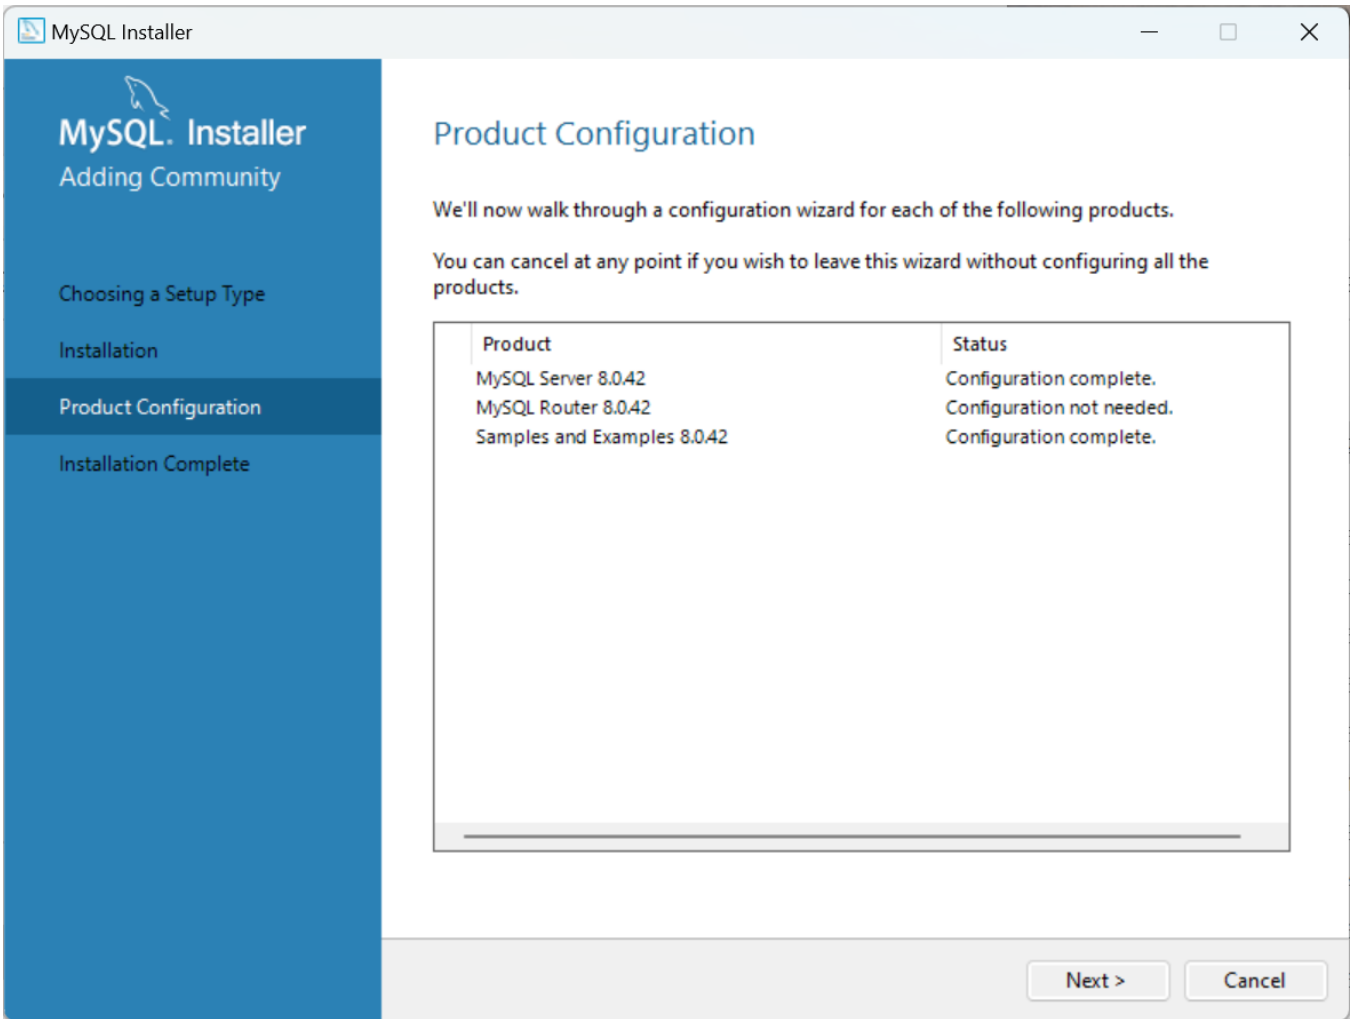 MySQL Installer
MySQL. Installer
Adding Community
Choosing a Setup Type
Installation
Product Configuration
Installation Complete
Product Configuration
We'll now walk through a configuration wizard for each of the following products.
You can cancel at any point if you wish to leave this wizard without configuring all the
products.
Product Status
MySQL Server 8.0.42 Configuration complete.
MySQL Router 8.0.42 Configuration not needed.
Samples and Examples 8.0.42 Configuration complete.
Next > Cancel